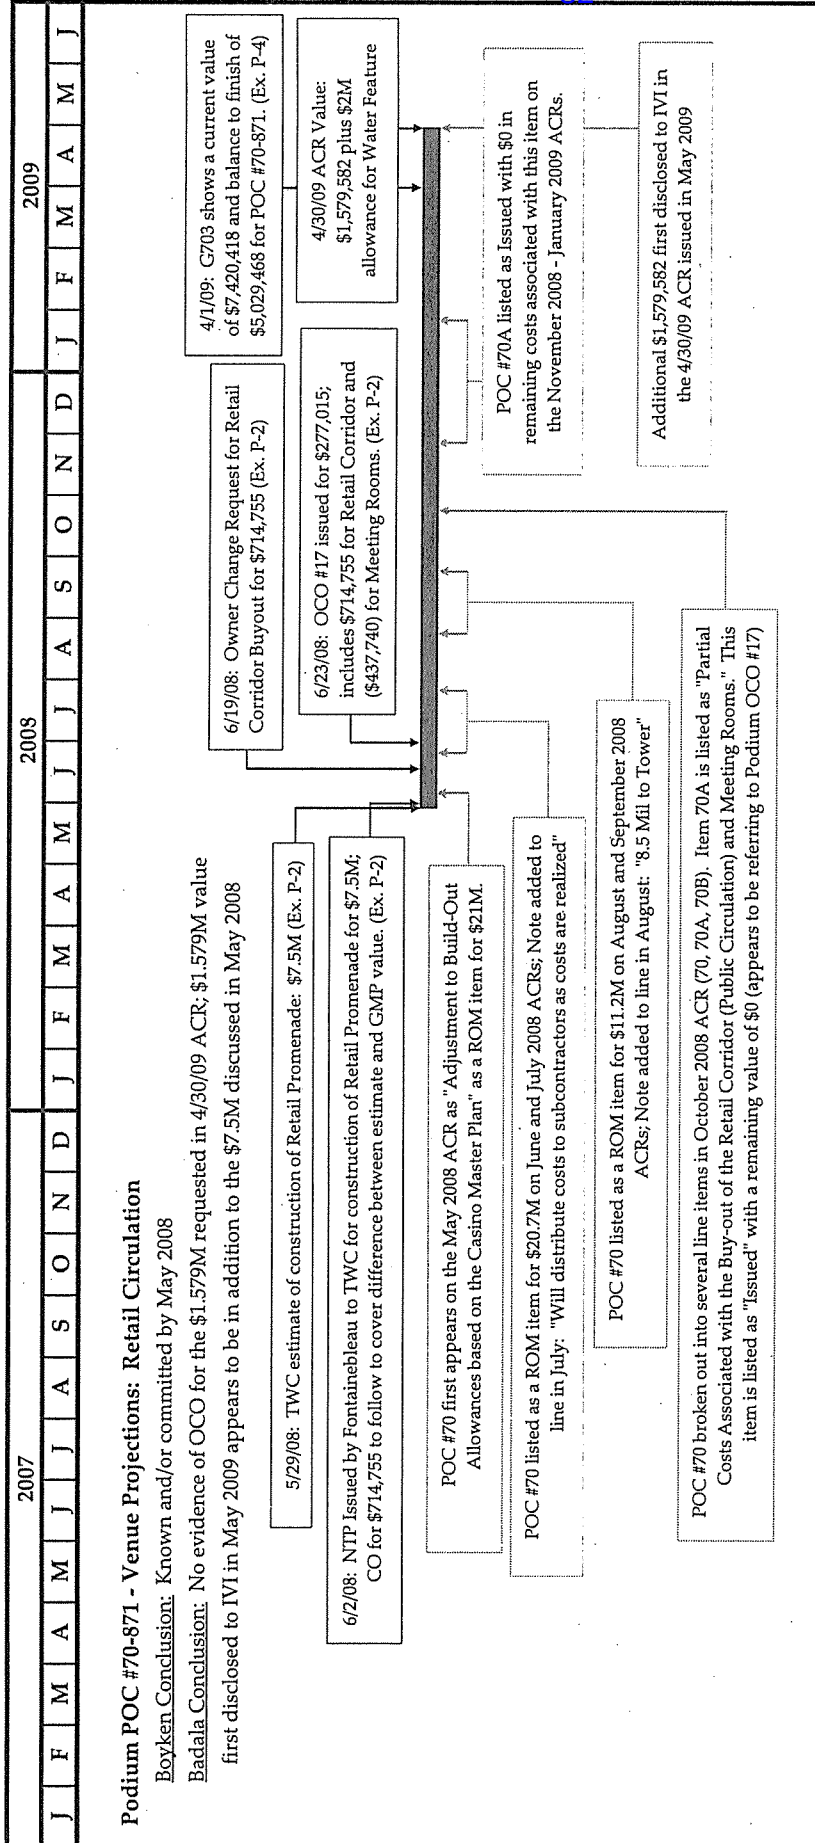 2007 2008 2009
J F M A M J J A S O N D J F M A M J J A S O N D J F M A M J
Podium POC #70-871 - Venue Projections: Retail Circulation
Boyken Conclusion: Known and/or committed by May 2008
Badala Conclusion: No evidence of OCO for the $1.579M requested in 4/30/09 ACR; $1.579M value
first disclosed to IVI in May 2009 appears to be in addition to the $7.5M discussed in May 2008
5/29/08: TWC estimate of construction of Retail Promenade: $7.5M (Ex. P-2)
6/2/08: NTP Issued by Fontainebleau to TWC for construction of Retail Promenade for $7.5M;
CO for $714,755 to follow to cover difference between estimate and GMP value. (Ex. P-2)
6/19/08: Owner Change Request for Retail
Corridor Buyout for $714,755 (Ex. P-2)
6/23/08: OCO #17 issued for $277,015;
includes $714,755 for Retail Corridor and
($437,740) for Meeting Rooms. (Ex. P-2)
4/1/09: G703 shows a current value
of $7,420,418 and balance to finish of
$5,029,468 for POC #70-871. (Ex. P-4)
4/30/09 ACR Value:
$1,579,582 plus $2M
allowance for Water Feature
POC #70 first appears on the May 2008 ACR as "Adjustment to Build-Out
Allowances based on the Casino Master Plan" as a ROM item for $21M.
POC #70 listed as a ROM item for $20.7M on June and July 2008 ACRs; Note added to
line in July: "Will distribute costs to subcontractors as costs are realized"
POC #70 listed as a ROM item for $11.2M on August and September 2008
ACRs; Note added to line in August: "8.5 Mil to Tower"
POC #70 broken out into several line items in October 2008 ACR (70, 70A, 70B). Item 70A is listed as "Partial
Costs Associated with the Buy-out of the Retail Corridor (Public Circulation) and Meeting Rooms." This
item is listed as "Issued" with a remaining value of $0 (appears to be referring to Podium OCO #17)
POC #70A listed as Issued with $0 in
remaining costs associated with this item on
the November 2008 - January 2009 ACRs.
Additional $1,579,582 first disclosed to IVI in
the 4/30/09 ACR issued in May 2009